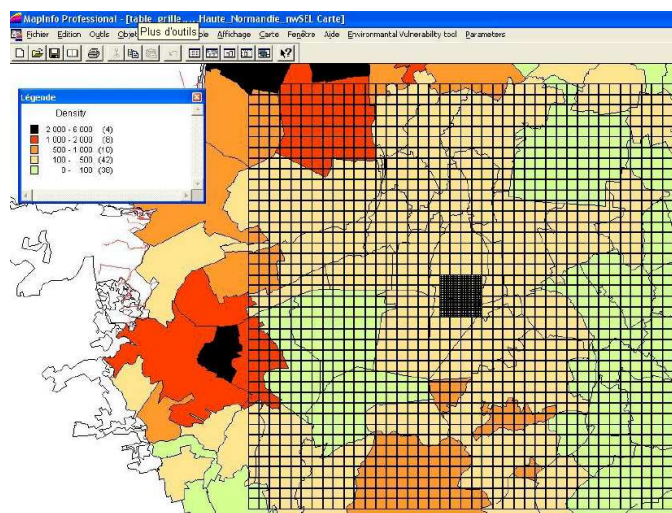 MapInfo Professional - [table_grille,...,Haute_Normandie_nwSEL Carte]
Fichier Edition Outils Objet Affichage Carte Fenêtre Aide Environmental Vulnerability tool Parameters
Plus d'outils
Légende
Density
2 000 - 6 000 (4)
1 000 - 2 000 (8)
500 - 1 000 (10)
100 - 500 (42)
0 - 100 (38)